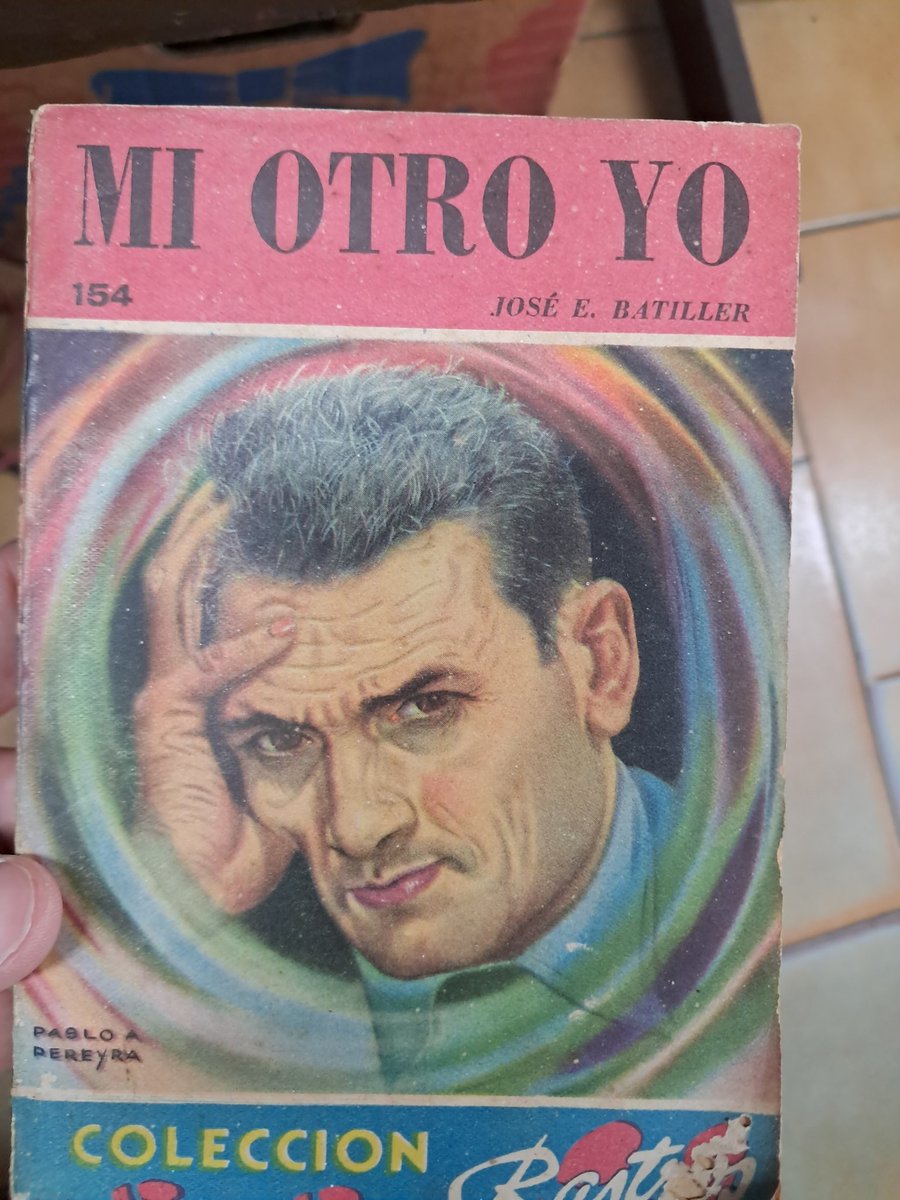 MI OTRO YO
154
JOSÉ E. BATILLER
PABLO A
PEREYRA
COLECCION